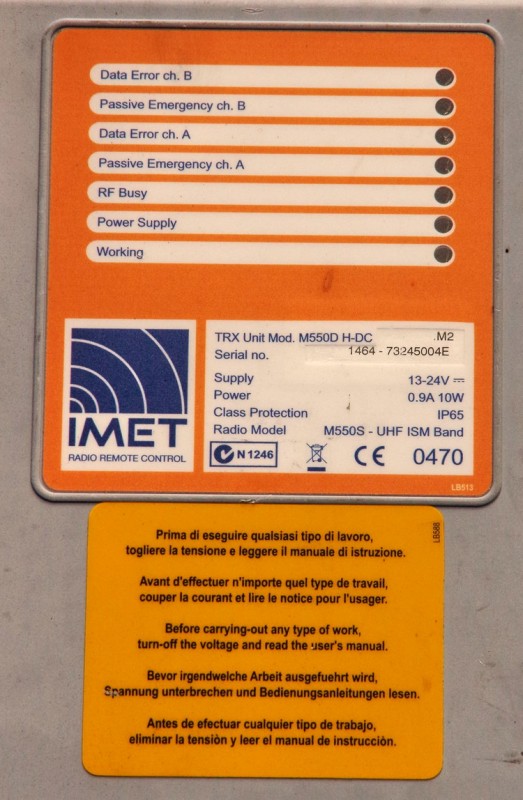 Data Error ch. B
Passive Emergency ch. B
Data Error ch. A
Passive Emergency ch. A
RF Busy
Power Supply
Working
TRX Unit Mod. M550D H-DC .M2
Serial no. 1464 - 73245004E
Supply 13-24V ⎓
Power 0.9A 10W
Class Protection IP65
Radio Model M550S - UHF ISM Band
N 1246 CE 0470
IMET
RADIO REMOTE CONTROL
LB513
LB586
Prima di eseguire qualsiasi tipo di lavoro,
togliere la tensione e leggere il manuale di istruzione.
Avant d'effectuer n'importe quel type de travail,
couper la courant et lire le notice pour l'usager.
Before carrying-out any type of work,
turn-off the voltage and read the user's manual.
Bevor irgendwelche Arbeit ausgefuehrt wird,
Spannung unterbrechen und Bedienungsanleitungen lesen.
Antes de efectuar cualquier tipo de trabajo,
eliminar la tensiòn y leer el manual de instrucciòn.